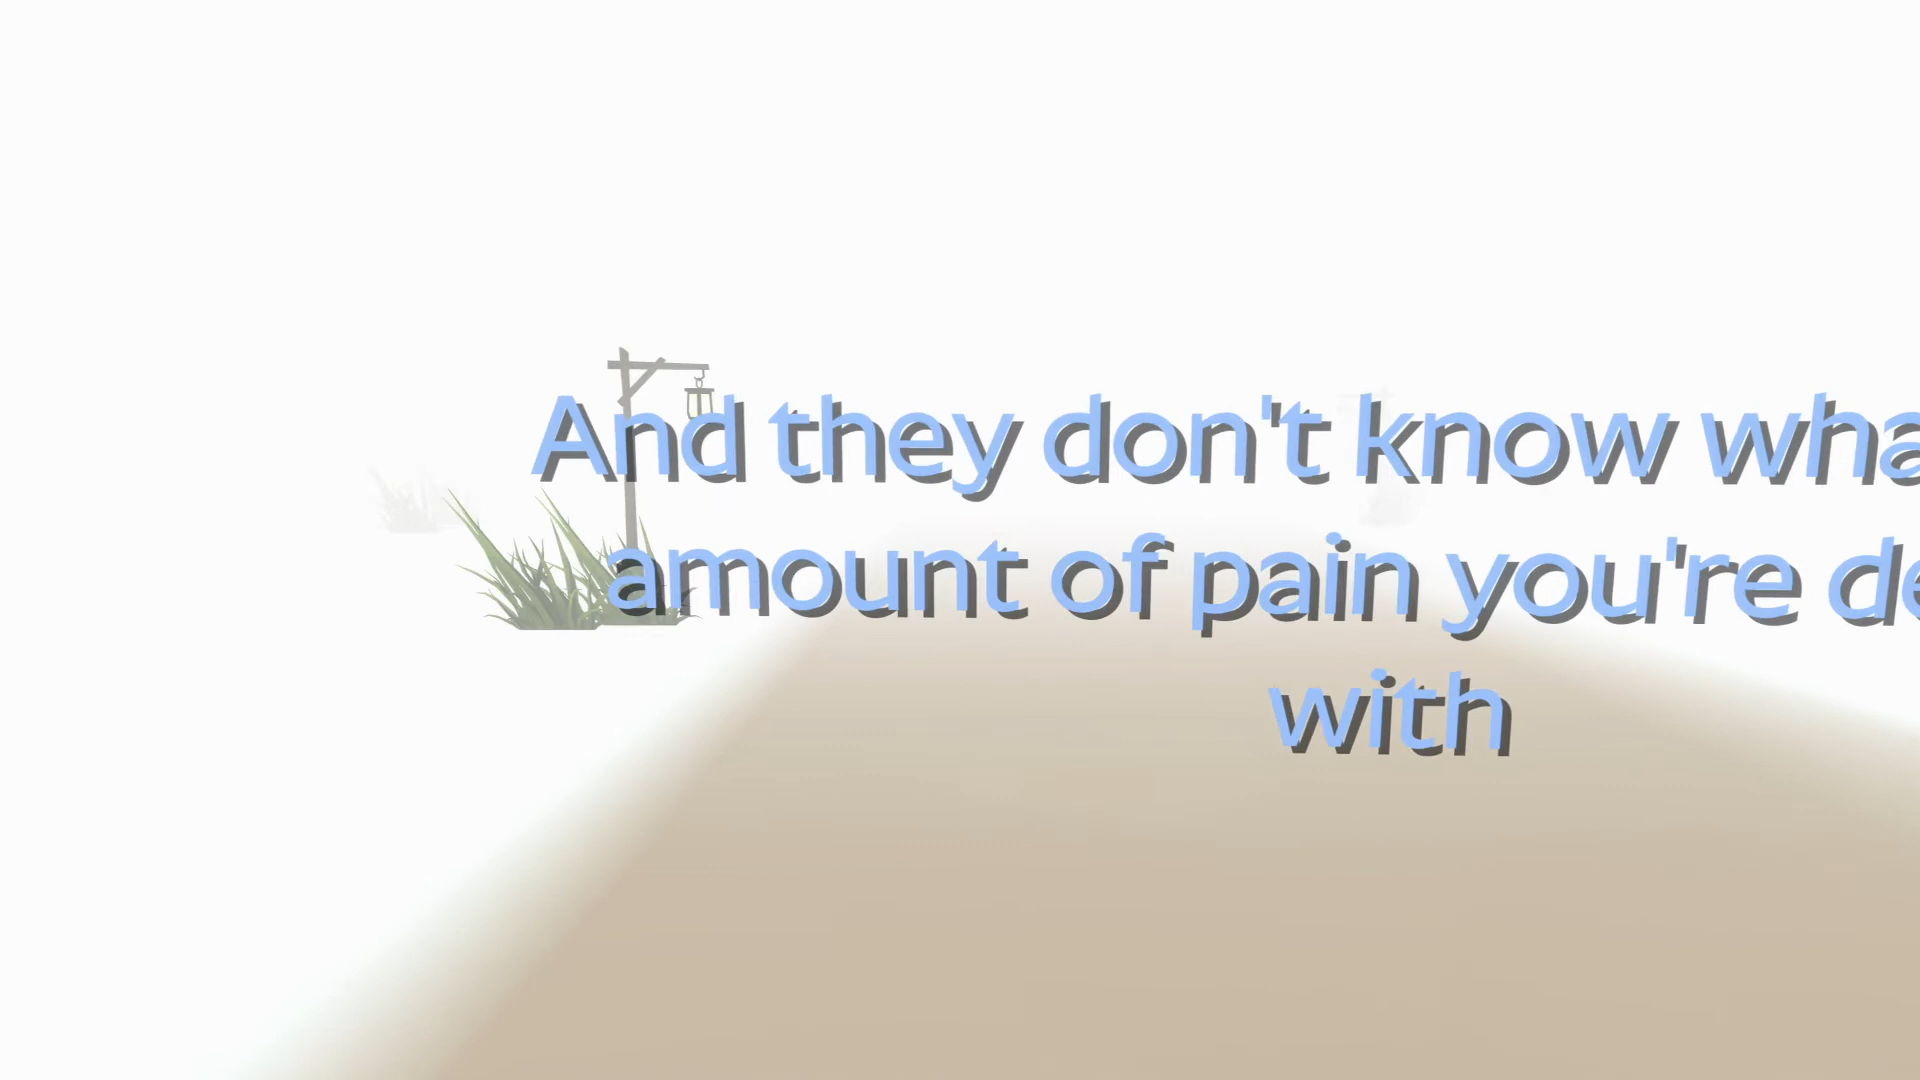 And they don't know wha
amount of pain you're de
with